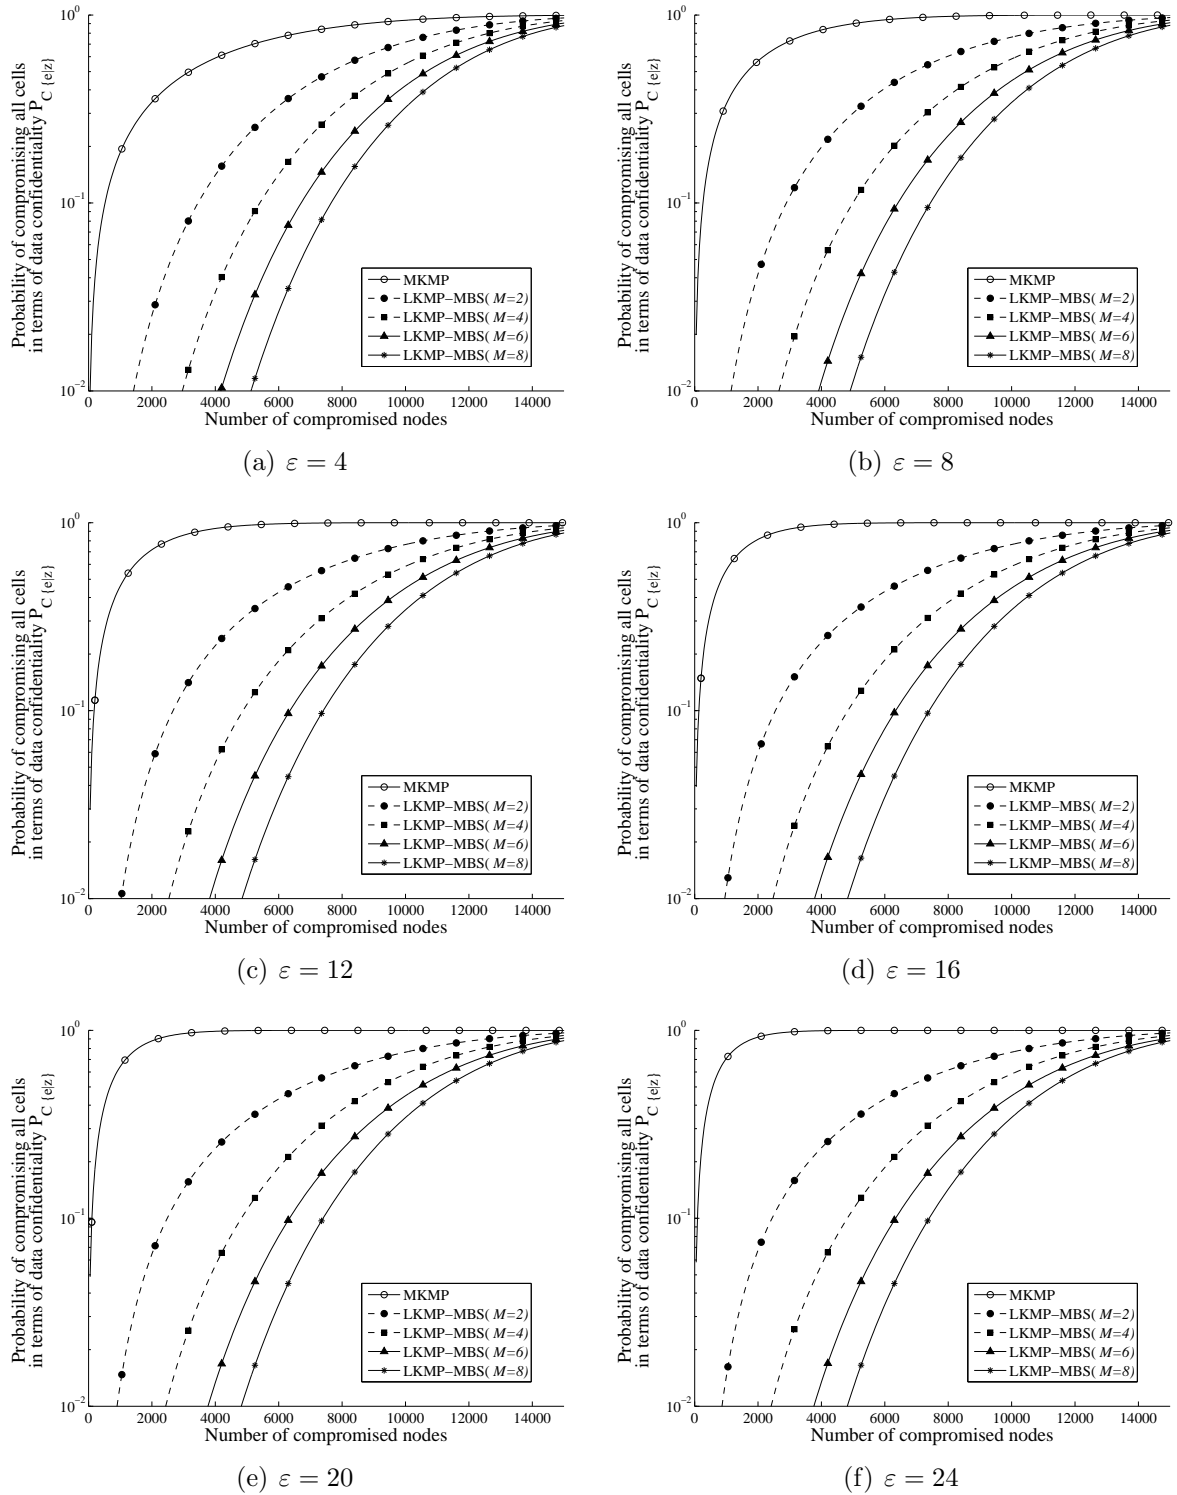 Probability of compromising all cells
in terms of data confidentiality P_C {e|z}
10^0
10^-1
10^-2
MKMP
LKMP−MBS( M=2)
LKMP−MBS( M=4)
LKMP−MBS( M=6)
LKMP−MBS( M=8)
0 2000 4000 6000 8000 10000 12000 14000
Number of compromised nodes
(a) ε = 4
Probability of compromising all cells
in terms of data confidentiality P_C {e|z}
10^0
10^-1
10^-2
MKMP
LKMP−MBS( M=2)
LKMP−MBS( M=4)
LKMP−MBS( M=6)
LKMP−MBS( M=8)
0 2000 4000 6000 8000 10000 12000 14000
Number of compromised nodes
(b) ε = 8
Probability of compromising all cells
in terms of data confidentiality P_C {e|z}
10^0
10^-1
10^-2
MKMP
LKMP−MBS( M=2)
LKMP−MBS( M=4)
LKMP−MBS( M=6)
LKMP−MBS( M=8)
0 2000 4000 6000 8000 10000 12000 14000
Number of compromised nodes
(c) ε = 12
Probability of compromising all cells
in terms of data confidentiality P_C {e|z}
10^0
10^-1
10^-2
MKMP
LKMP−MBS( M=2)
LKMP−MBS( M=4)
LKMP−MBS( M=6)
LKMP−MBS( M=8)
0 2000 4000 6000 8000 10000 12000 14000
Number of compromised nodes
(d) ε = 16
Probability of compromising all cells
in terms of data confidentiality P_C {e|z}
10^0
10^-1
10^-2
MKMP
LKMP−MBS( M=2)
LKMP−MBS( M=4)
LKMP−MBS( M=6)
LKMP−MBS( M=8)
0 2000 4000 6000 8000 10000 12000 14000
Number of compromised nodes
(e) ε = 20
Probability of compromising all cells
in terms of data confidentiality P_C {e|z}
10^0
10^-1
10^-2
MKMP
LKMP−MBS( M=2)
LKMP−MBS( M=4)
LKMP−MBS( M=6)
LKMP−MBS( M=8)
0 2000 4000 6000 8000 10000 12000 14000
Number of compromised nodes
(f) ε = 24